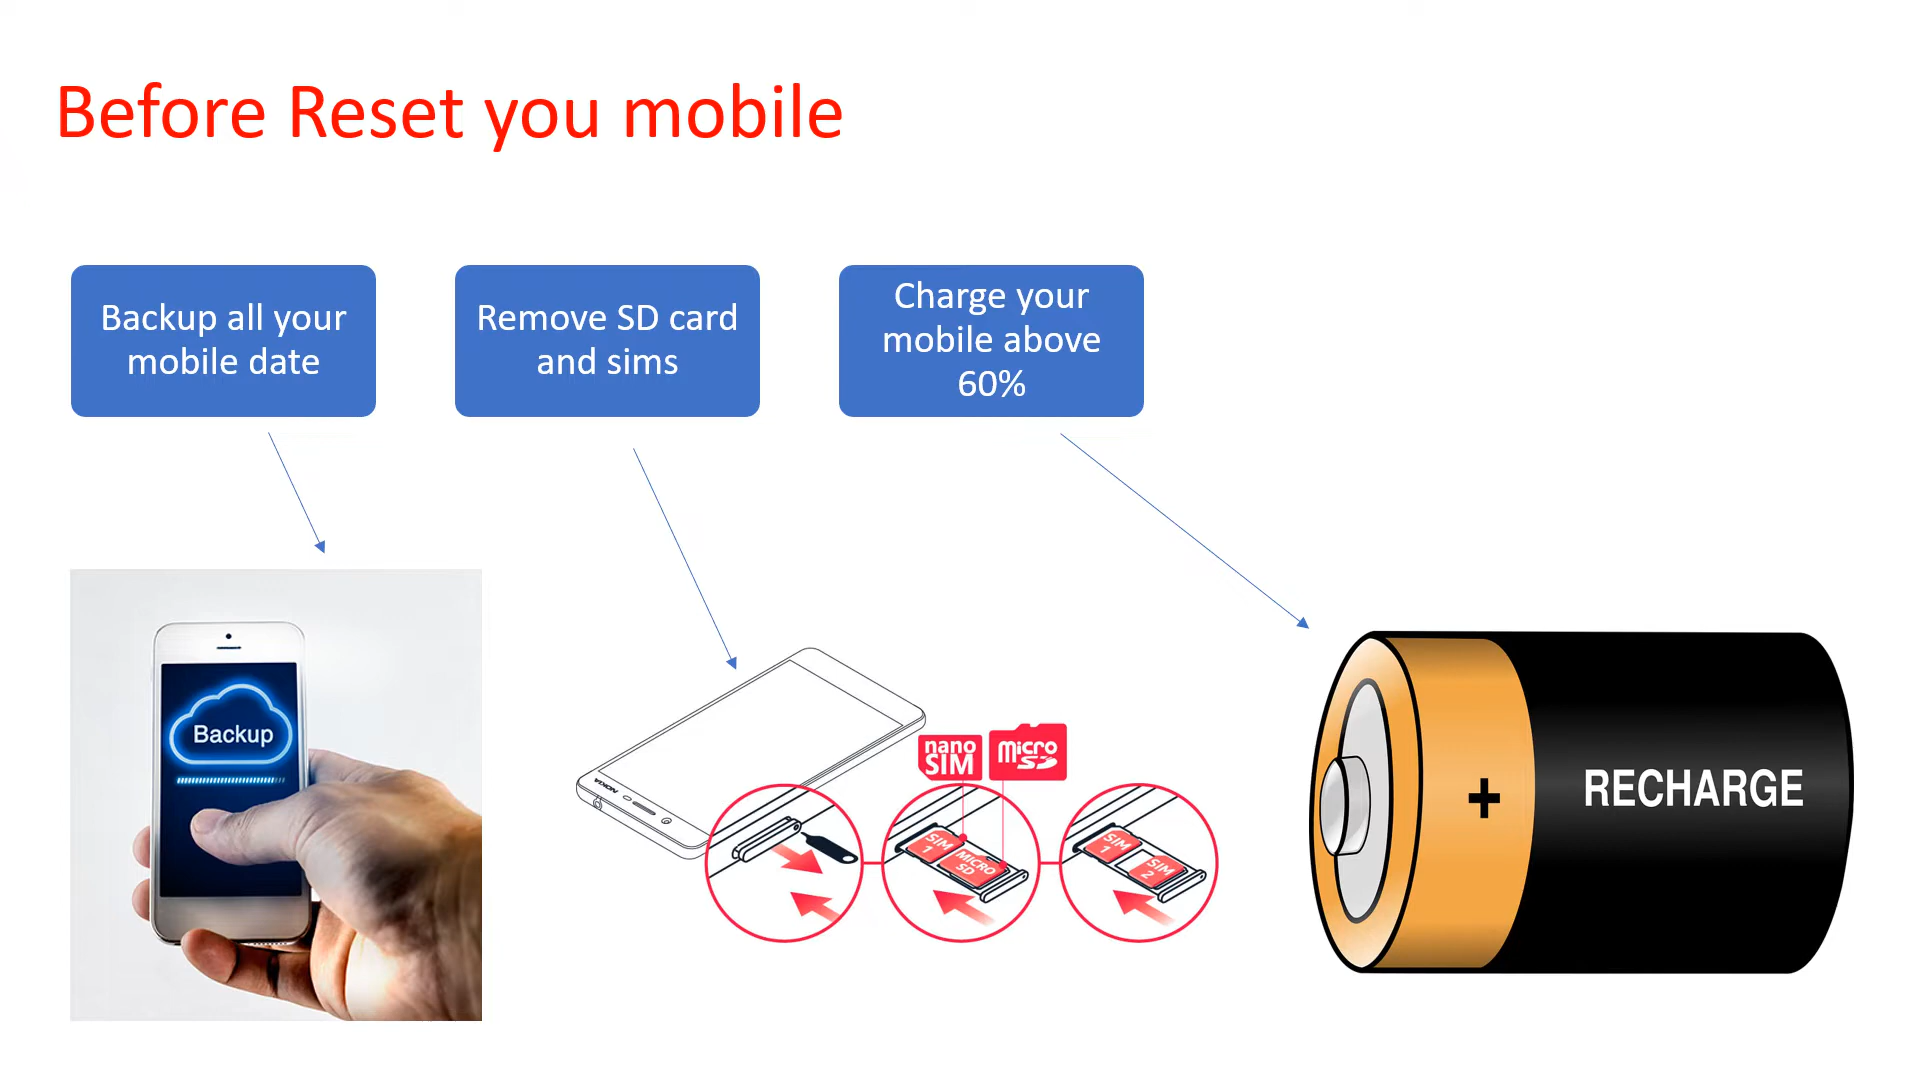 Before Reset you mobile
Backup all your
mobile date
Remove SD card
and sims
Charge your
mobile above
60%
Backup
NOKIA
nano
SIM
micro
SD
SIM
1
MICRO
SD
SIM
1
SIM
2
+
RECHARGE